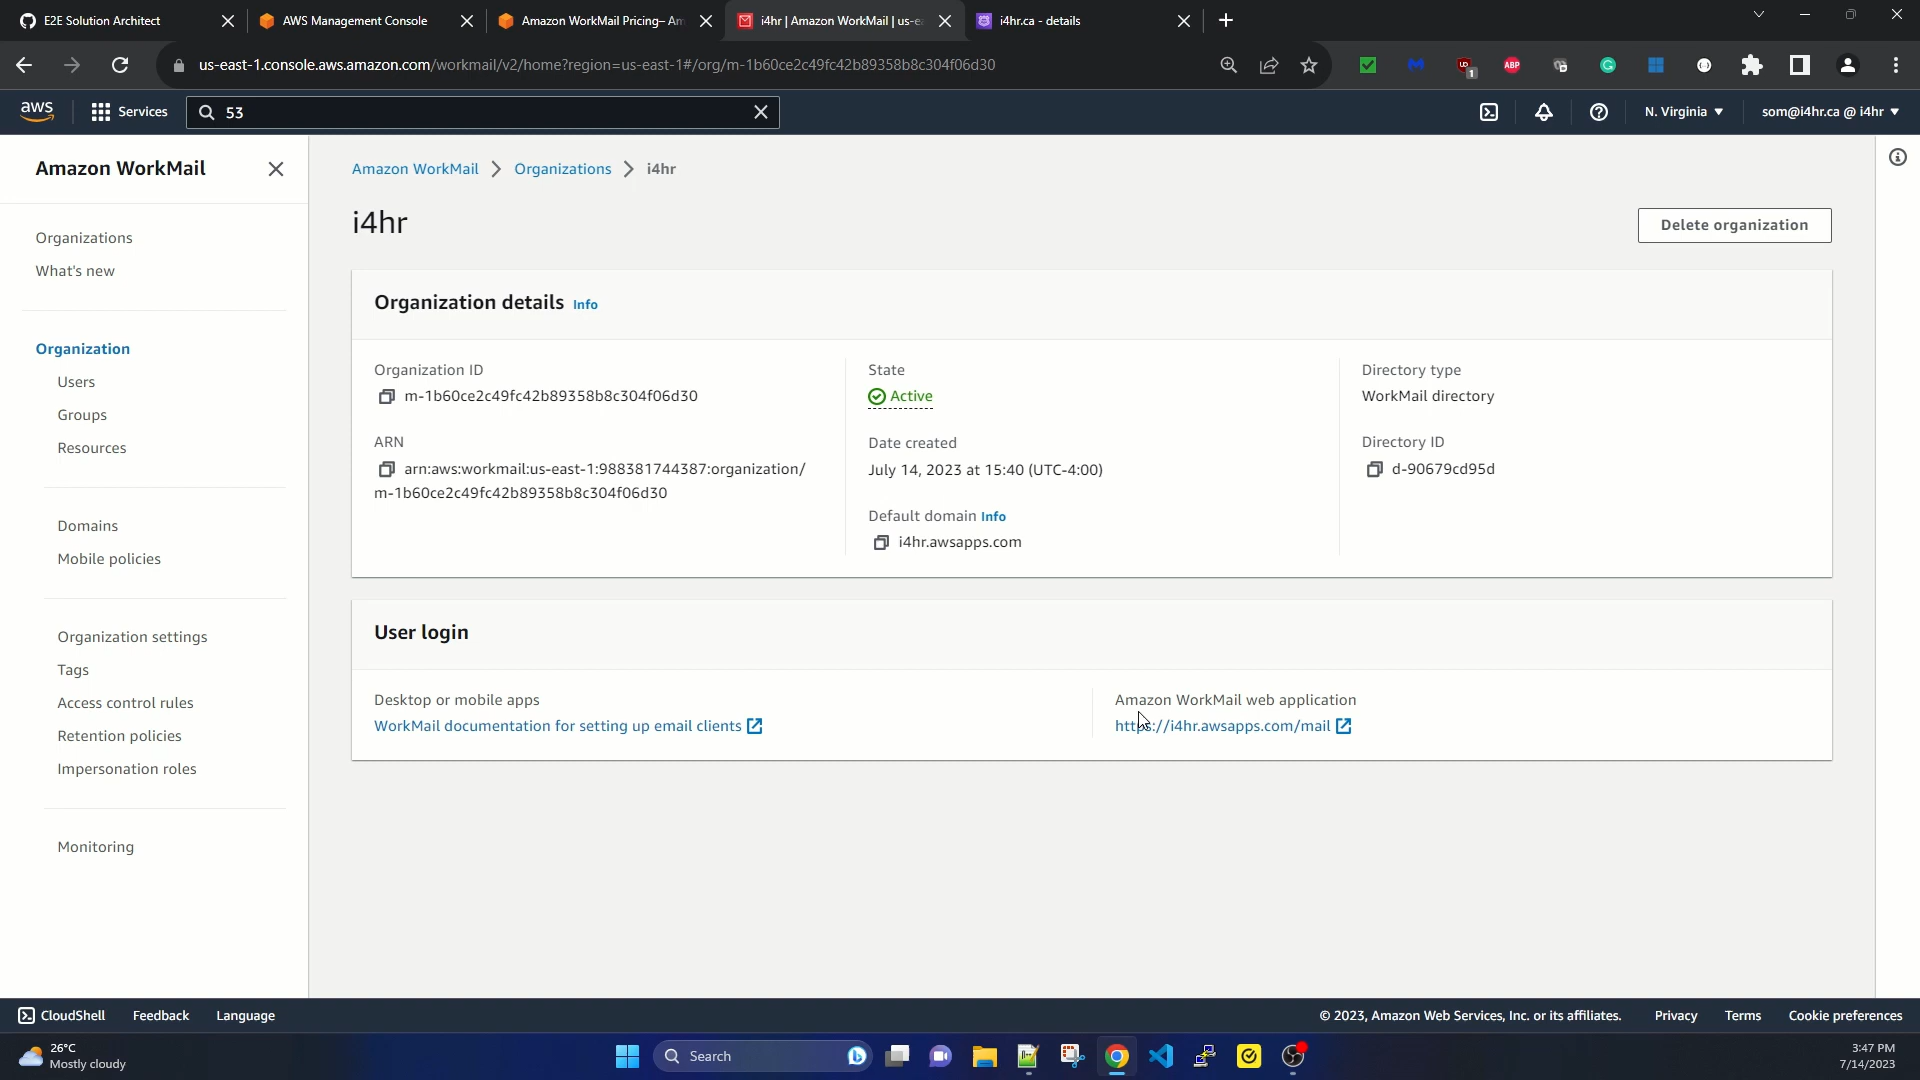 E2E Solution Architect
AWS Management Console
Amazon WorkMail Pricing– Am
i4hr | Amazon WorkMail | us-ea
i4hr.ca - details
us-east-1.console.aws.amazon.com/workmail/v2/home?region=us-east-1#/org/m-1b60ce2c49fc42b89358b8c304f06d30
1
ABP
aws
Services
53
N. Virginia
som@i4hr.ca @ i4hr
Amazon WorkMail
Organizations
What's new
Organization
Users
Groups
Resources
Domains
Mobile policies
Organization settings
Tags
Access control rules
Retention policies
Impersonation roles
Monitoring
Amazon WorkMail
Organizations
i4hr
i4hr
Delete organization
Organization details Info
Organization ID
m-1b60ce2c49fc42b89358b8c304f06d30
ARN
arn:aws:workmail:us-east-1:988381744387:organization/
m-1b60ce2c49fc42b89358b8c304f06d30
State
Active
Date created
July 14, 2023 at 15:40 (UTC-4:00)
Default domain Info
i4hr.awsapps.com
Directory type
WorkMail directory
Directory ID
d-90679cd95d
User login
Desktop or mobile apps
WorkMail documentation for setting up email clients
Amazon WorkMail web application
https://i4hr.awsapps.com/mail
CloudShell
Feedback
Language
© 2023, Amazon Web Services, Inc. or its affiliates.
Privacy
Terms
Cookie preferences
26°C
Mostly cloudy
Search
3:47 PM
7/14/2023